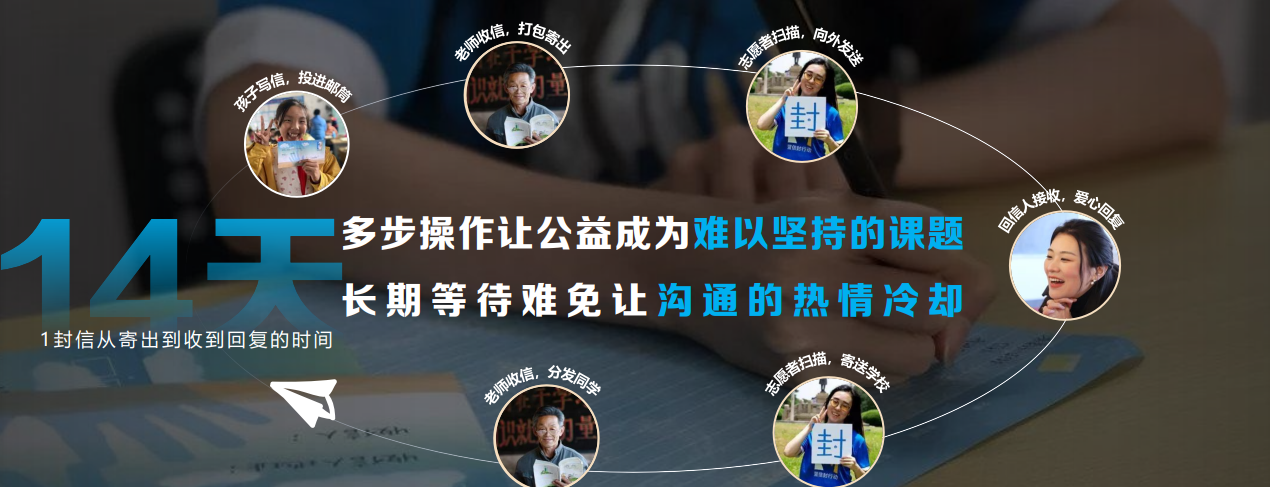 孩子写信，投进邮筒
老师收信，打包寄出
志愿者扫描，向外发送
回信人接收，爱心回复
14天
多步操作让公益成为难以坚持的课题
长期等待难免让沟通的热情冷却
1封信从寄出到收到回复的时间
老师收信，分发同学
志愿者扫描，寄送学校
封
封